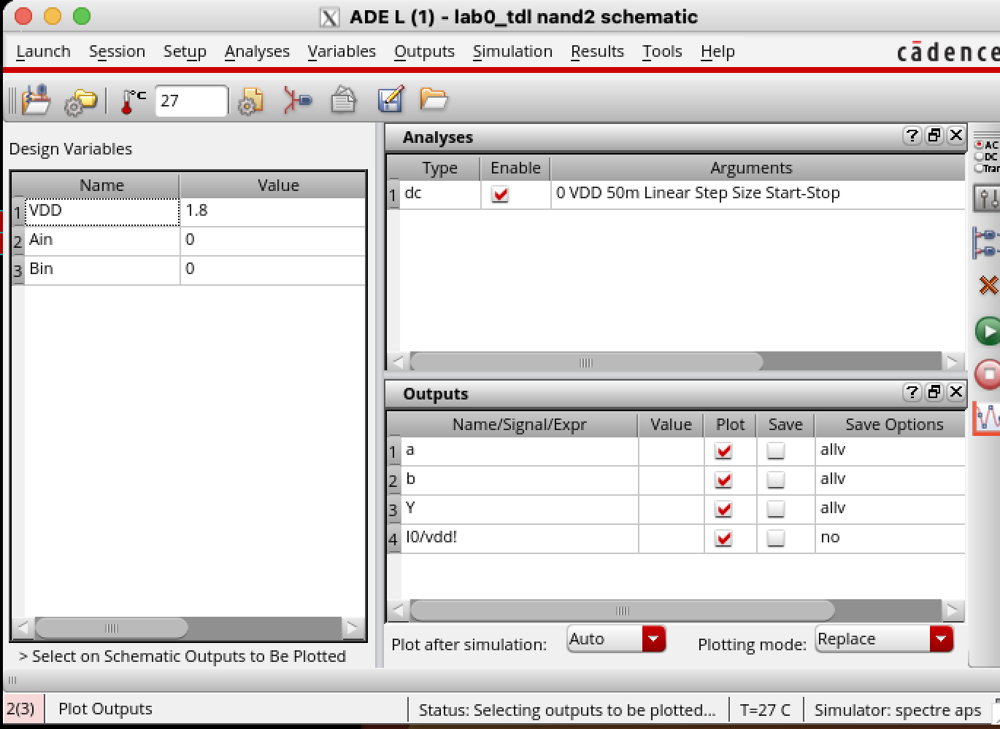 ADE L (1) - lab0_tdl nand2 schematic
Launch Session Setup Analyses Variables Outputs Simulation Results Tools Help
cādence
°C 27
Design Variables
Name Value
1 VDD 1.8
2 Ain 0
3 Bin 0
> Select on Schematic Outputs to Be Plotted
Analyses
Type Enable Arguments
1 dc 0 VDD 50m Linear Step Size Start-Stop
AC
DC
Tran
Outputs
Name/Signal/Expr Value Plot Save Save Options
1 a allv
2 b allv
3 Y allv
4 I0/vdd! no
Plot after simulation: Auto Plotting mode: Replace
2(3) Plot Outputs Status: Selecting outputs to be plotted... T=27 C Simulator: spectre aps